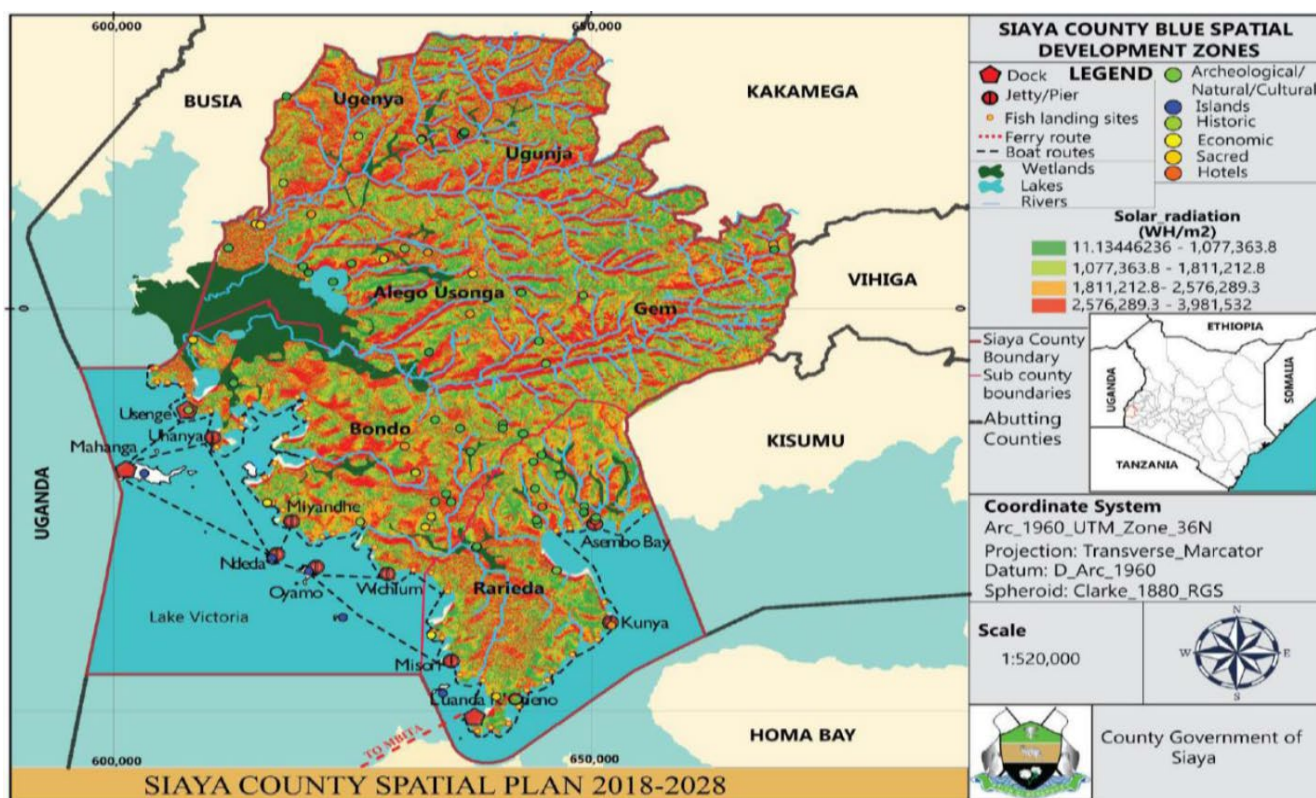 600,000
650,000
BUSIA
KAKAMEGA
Ugenya
Ugunja
VIHIGA
Alego Usonga
Gem
0
0
Usenge
Uhanya
Mahanga
Bondo
KISUMU
UGANDA
Miyandhe
Asembo Bay
Ndeda
Oyamo
Wichlum
Rarieda
Lake Victoria
Kunya
Misori
Luanda K'Otieno
TO MBITA
HOMA BAY
600,000
650,000
SIAYA COUNTY SPATIAL PLAN 2018-2028
SIAYA COUNTY BLUE SPATIAL
DEVELOPMENT ZONES
LEGEND
Dock
Jetty/Pier
Fish landing sites
Ferry route
Boat routes
Wetlands
Lakes
Rivers
Archeological/
Natural/Cultural
Islands
Historic
Economic
Sacred
Hotels
Solar_radiation
(WH/m2)
11.13446236 - 1,077,363.8
1,077,363.8 - 1,811,212.8
1,811,212.8- 2,576,289.3
2,576,289.3 - 3,981,532
Siaya County
Boundary
Sub county
boundaries
Abutting
Counties
ETHIOPIA
UGANDA
SOMALIA
TANZANIA
Coordinate System
Arc_1960_UTM_Zone_36N
Projection: Transverse_Marcator
Datum: D_Arc_1960
Spheroid: Clarke_1880_RGS
Scale
1:520,000
N
W
E
S
County Government of
Siaya